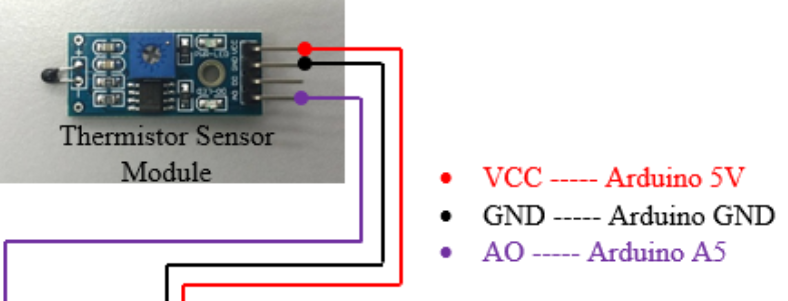 Thermistor Sensor
Module
VCC ----- Arduino 5V
GND ----- Arduino GND
AO ----- Arduino A5